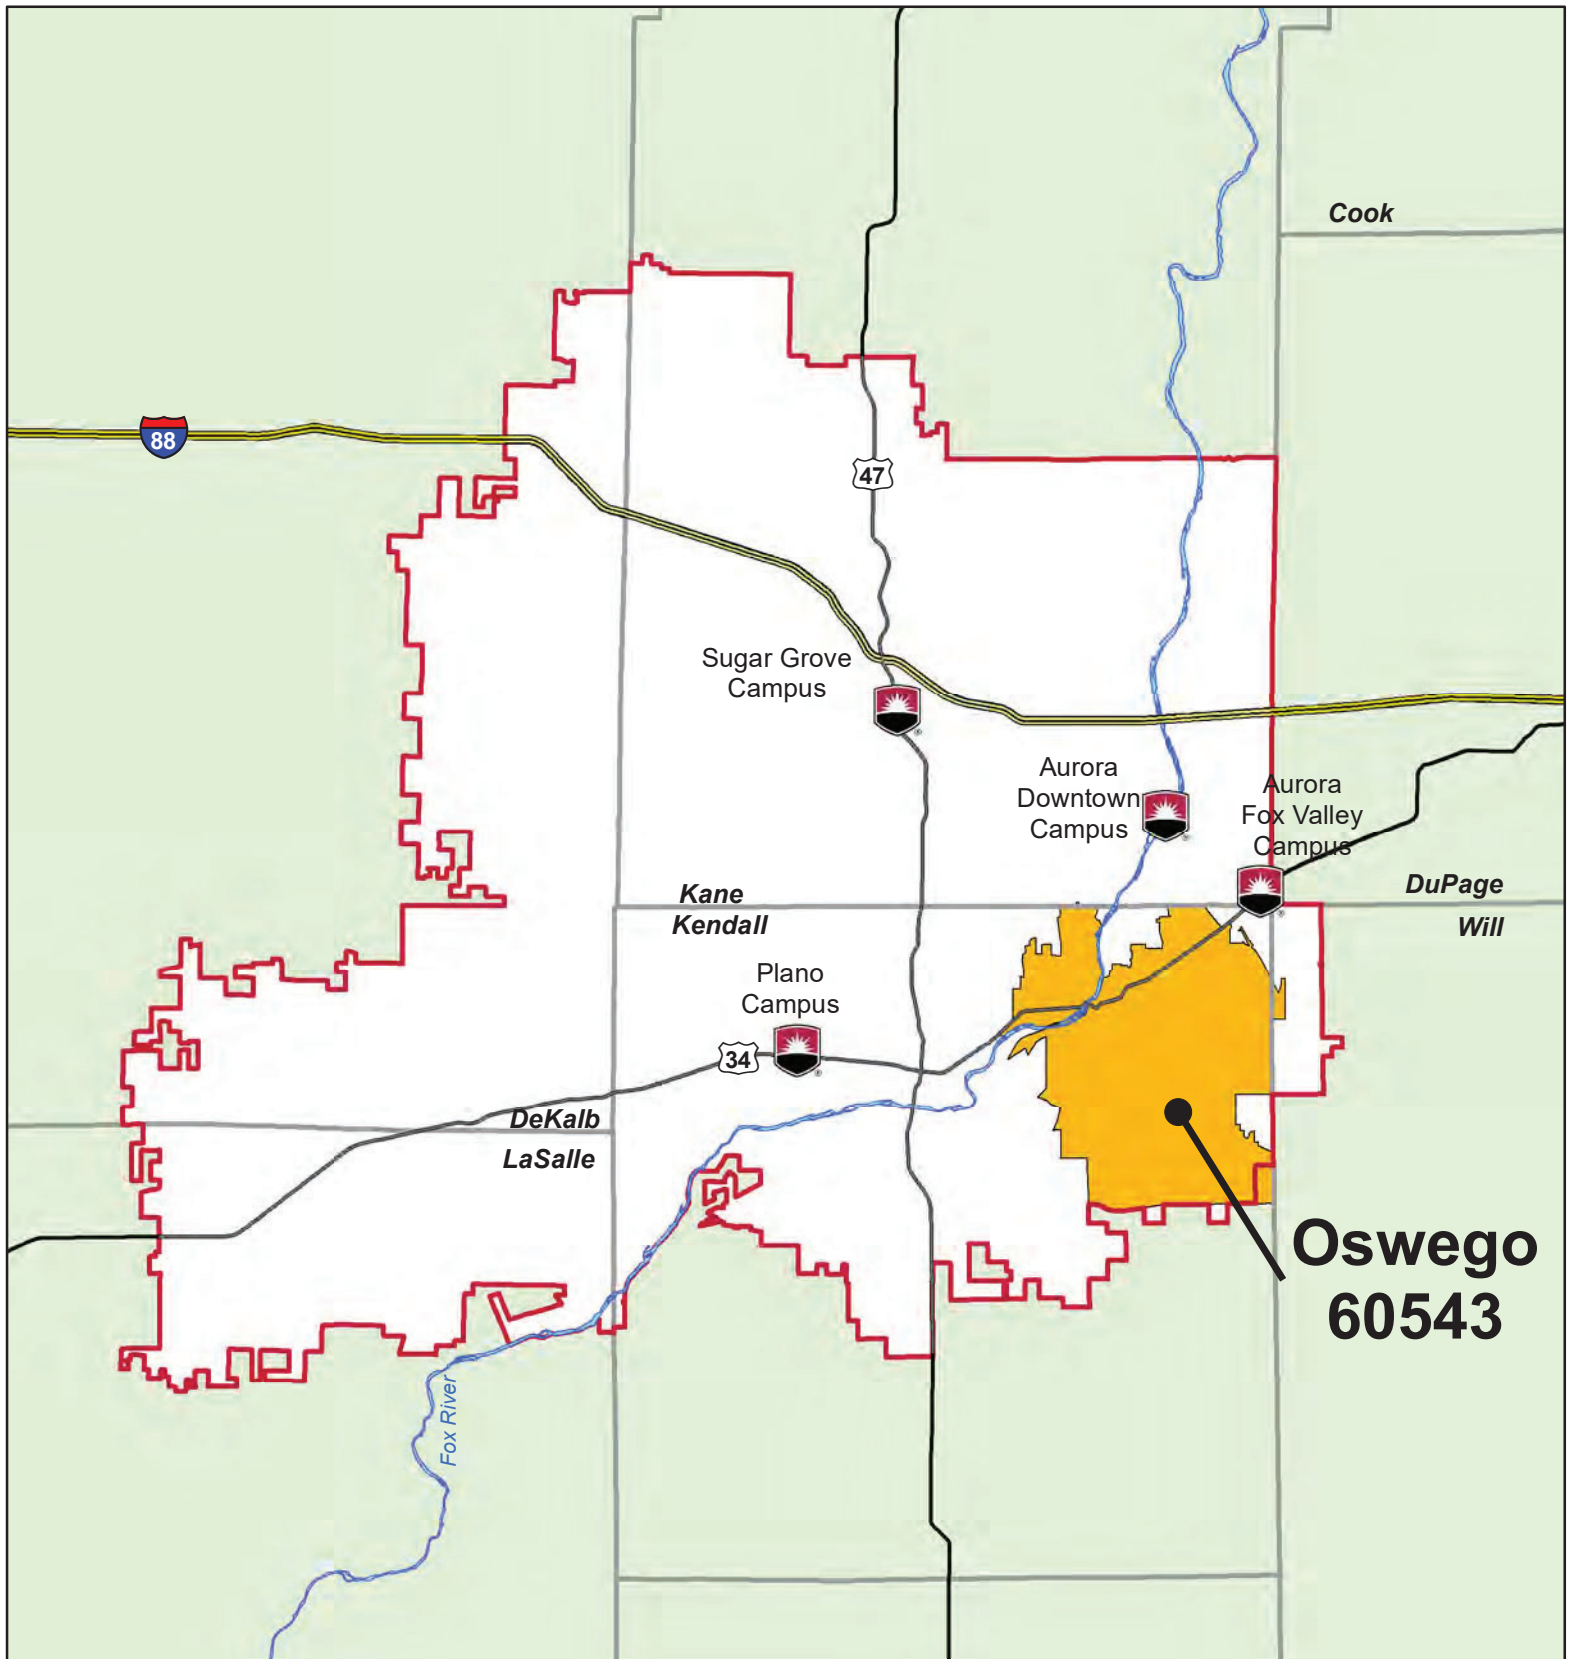 Cook
88
47
Sugar Grove
Campus
Aurora
Downtown
Campus
Aurora
Fox Valley
Campus
Kane
Kendall
DuPage
Will
Plano
Campus
34
DeKalb
LaSalle
Oswego
60543
Fox River